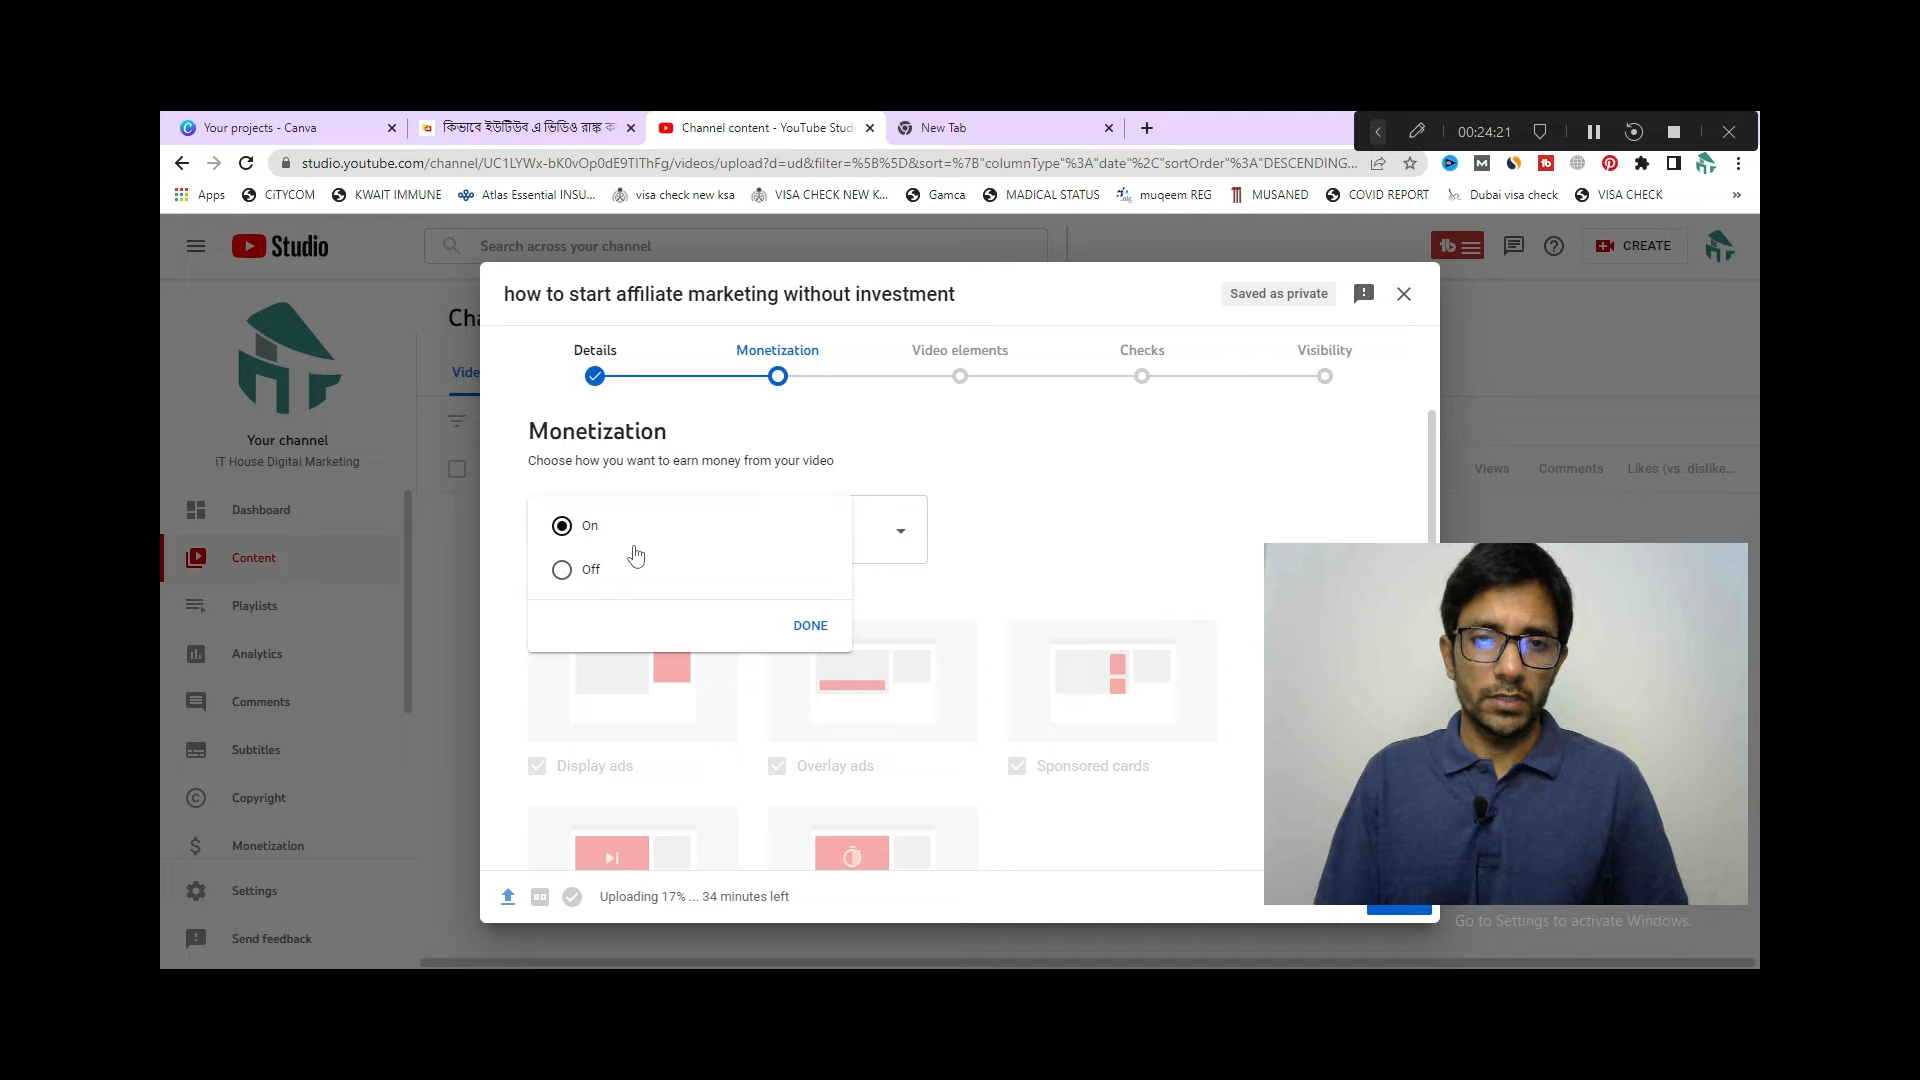 Your projects - Canva
কিভাবে ইউটিউব এ ভিডিও রাঙ্ক ক
Channel content - YouTube Studi
New Tab
00:24:21
studio.youtube.com/channel/UC1LYWx-bK0vOp0dE9TIThFg/videos/upload?d=ud&filter=%5B%5D&sort=%7B"columnType"%3A"date"%2C"sortOrder"%3A"DESCENDING...
Apps
CiTYCOM
KWAIT IMMUNE
Atlas Essential INSU...
visa check new ksa
VISA CHECK NEW K...
Gamca
MADICAL STATUS
muqeem REG
MUSANED
COVID REPORT
Dubai visa check
VISA CHECK
»
Studio
Search across your channel
CREATE
how to start affiliate marketing without investment
Saved as private
Details
Monetization
Video elements
Checks
Visibility
Your channel
iT House Digital Marketing
Dashboard
Content
Playlists
Analytics
Comments
Subtitles
Copyright
Monetization
Settings
Send feedback
Vide
Views
Comments
Likes (vs. dislike...
Monetization
Choose how you want to earn money from your video
On
Off
DONE
Display ads
Overlay ads
Sponsored cards
Uploading 17% ... 34 minutes left
Go to Settings to activate Windows.